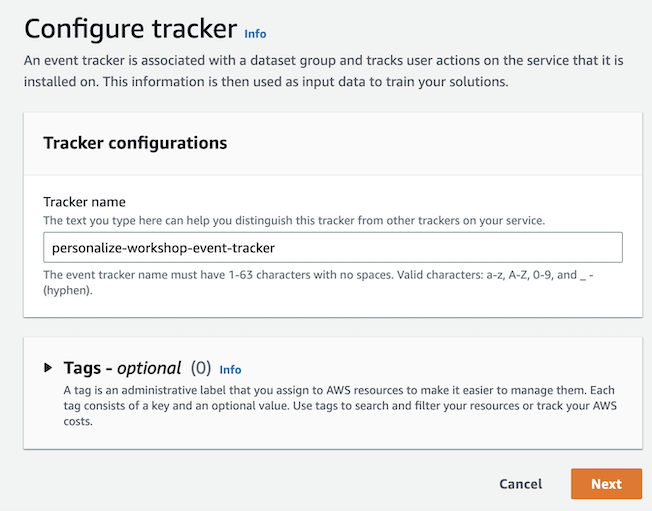 Configure tracker Info
An event tracker is associated with a dataset group and tracks user actions on the service that it is
installed on. This information is then used as input data to train your solutions.
Tracker configurations
Tracker name
The text you type here can help you distinguish this tracker from other trackers on your service.
personalize-workshop-event-tracker
The event tracker name must have 1-63 characters with no spaces. Valid characters: a-z, A-Z, 0-9, and _ -
(hyphen).
Tags - optional (0) Info
A tag is an administrative label that you assign to AWS resources to make it easier to manage them. Each
tag consists of a key and an optional value. Use tags to search and filter your resources or track your AWS
costs.
Cancel Next